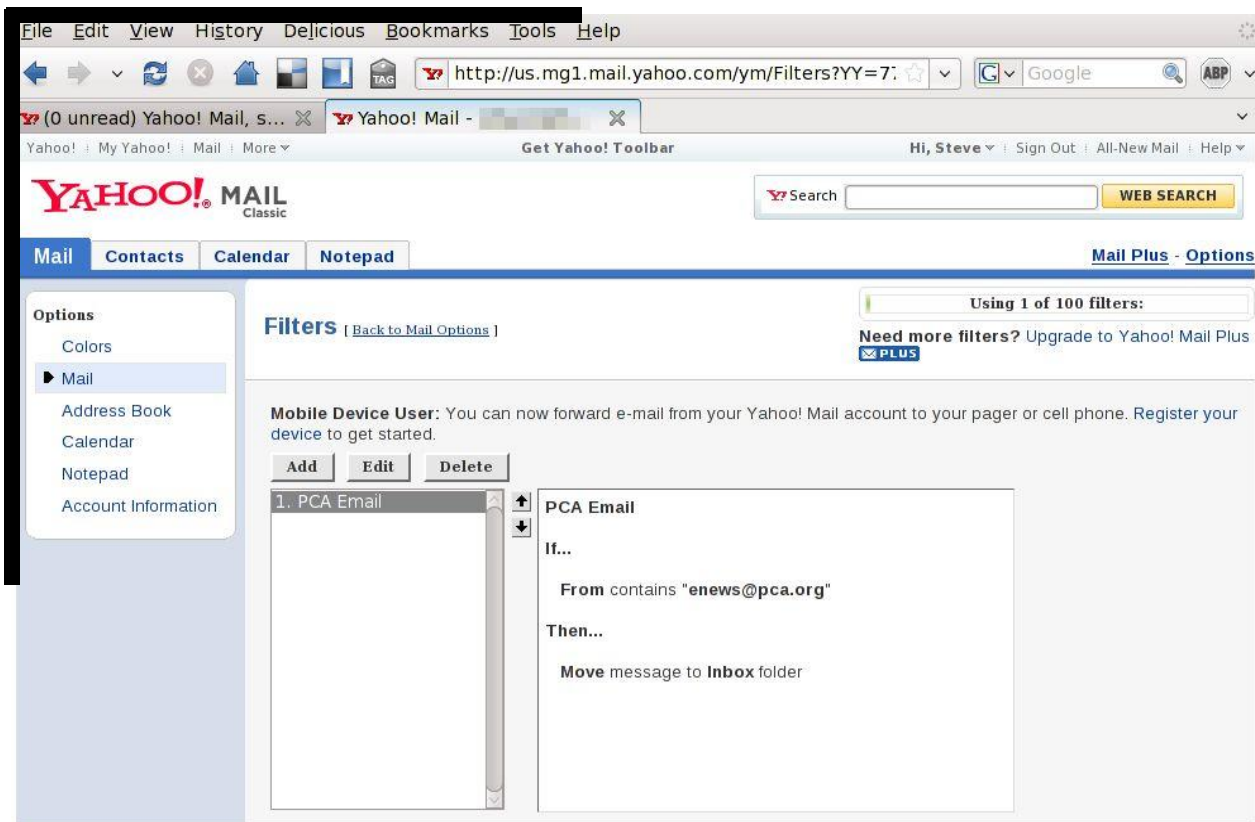 File Edit View History Delicious Bookmarks Tools Help
TAG http://us.mg1.mail.yahoo.com/ym/Filters?YY=7 G Google ABP
(0 unread) Yahoo! Mail, s... Yahoo! Mail -
Yahoo! My Yahoo! Mail More Get Yahoo! Toolbar Hi, Steve Sign Out All-New Mail Help
YAHOO! MAIL Classic
Y! Search WEB SEARCH
Mail Contacts Calendar Notepad Mail Plus - Options
Options
Colors
Mail
Address Book
Calendar
Notepad
Account Information
Filters [ Back to Mail Options ]
Using 1 of 100 filters:
Need more filters? Upgrade to Yahoo! Mail Plus
PLUS
Mobile Device User: You can now forward e-mail from your Yahoo! Mail account to your pager or cell phone. Register your
device to get started.
Add Edit Delete
1. PCA Email
PCA Email
If...
From contains "enews@pca.org"
Then...
Move message to Inbox folder